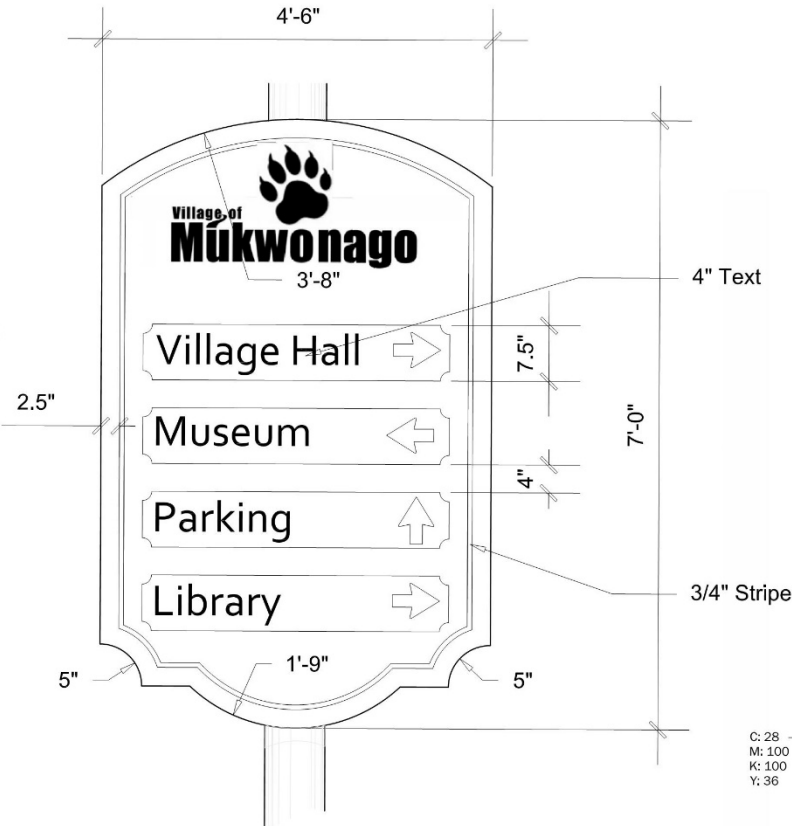 4'-6"
Village of
Mukwonago
3'-8"
4" Text
Village Hall
7.5"
2.5"
Museum
7'-0"
4"
Parking
3/4" Stripe
Library
1'-9"
5"
5"
C: 28 -
M: 100
K: 100
Y: 36